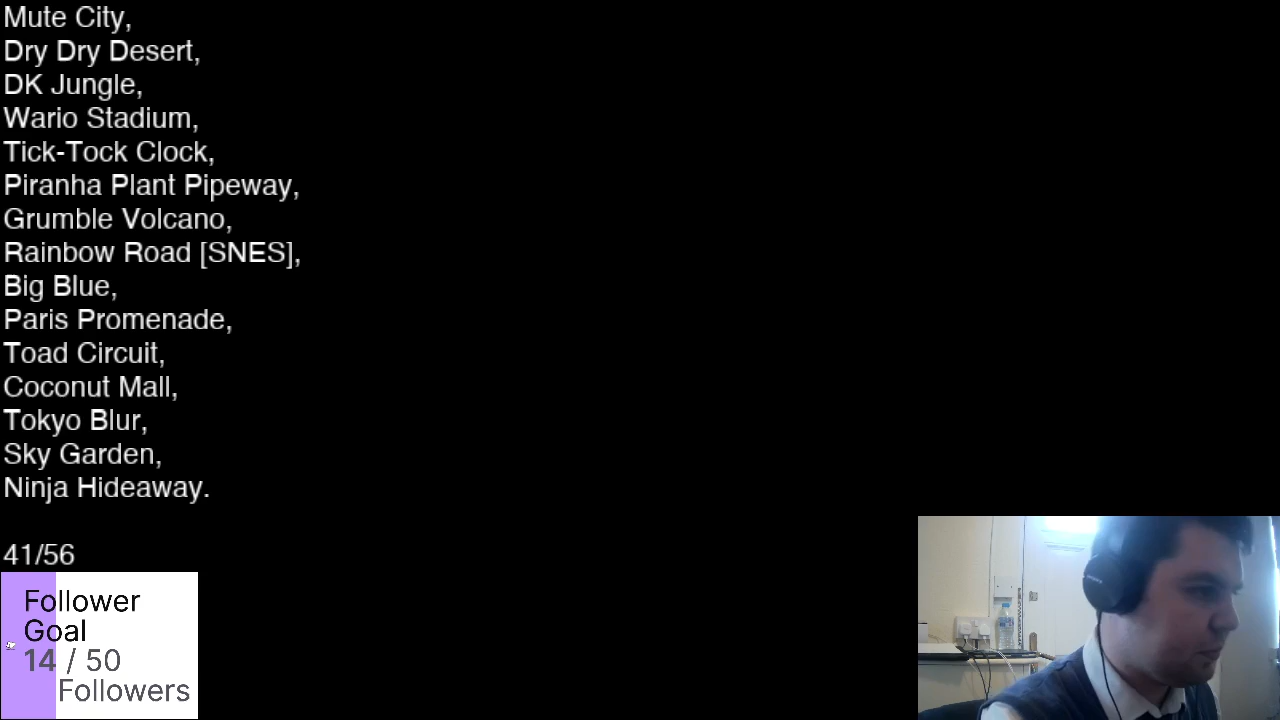 Mute City,
Dry Dry Desert,
DK Jungle,
Wario Stadium,
Tick-Tock Clock,
Piranha Plant Pipeway,
Grumble Volcano,
Rainbow Road [SNES],
Big Blue,
Paris Promenade,
Toad Circuit,
Coconut Mall,
Tokyo Blur,
Sky Garden,
Ninja Hideaway.
41/56
Follower
Goal
14 / 50
Followers